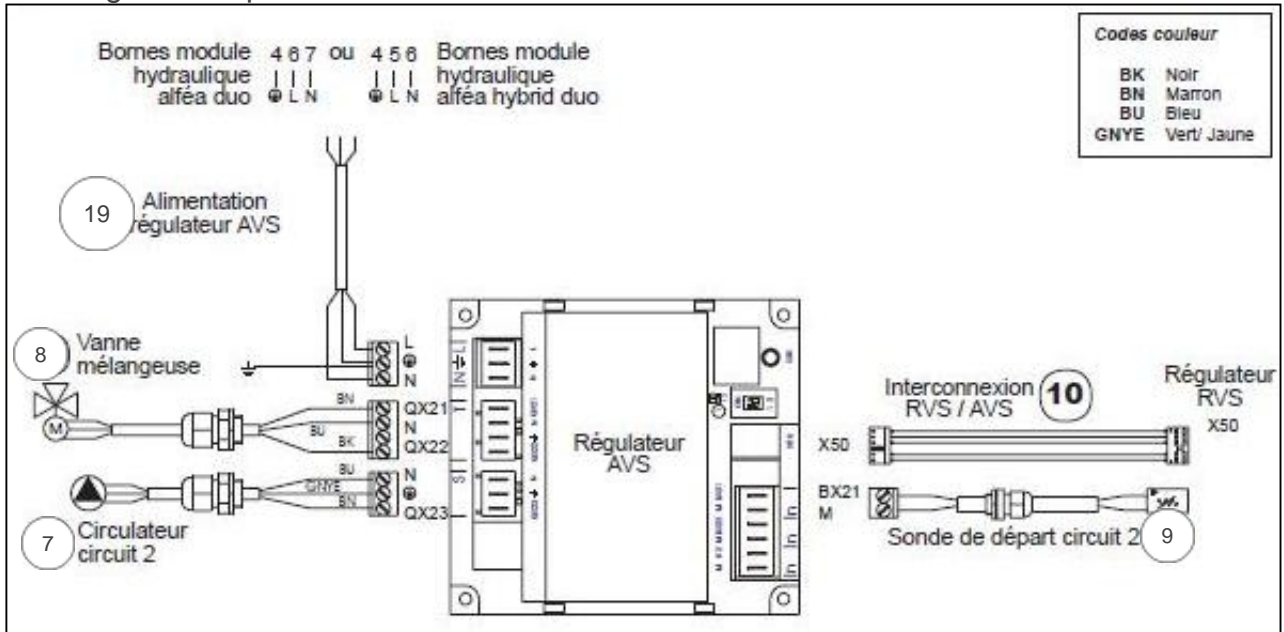 Bornes module 4 6 7 ou 4 5 6 Bornes module
hydraulique hydraulique
alféa duo L N L N alféa hybrid duo
Codes couleur
BK Noir
BN Marron
BU Bleu
GNYE Vert/ Jaune
19 Alimentation
régulateur AVS
8 Vanne
mélangeuse
L
N
BN QX21
BU N
BK QX22
M
BU N
GNYE
BN QX23
7 Circulateur
circuit 2
Régulateur
AVS
Interconnexion 10
RVS / AVS
Régulateur
RVS
X50
X50
BX21
M
Sonde de départ circuit 2 9